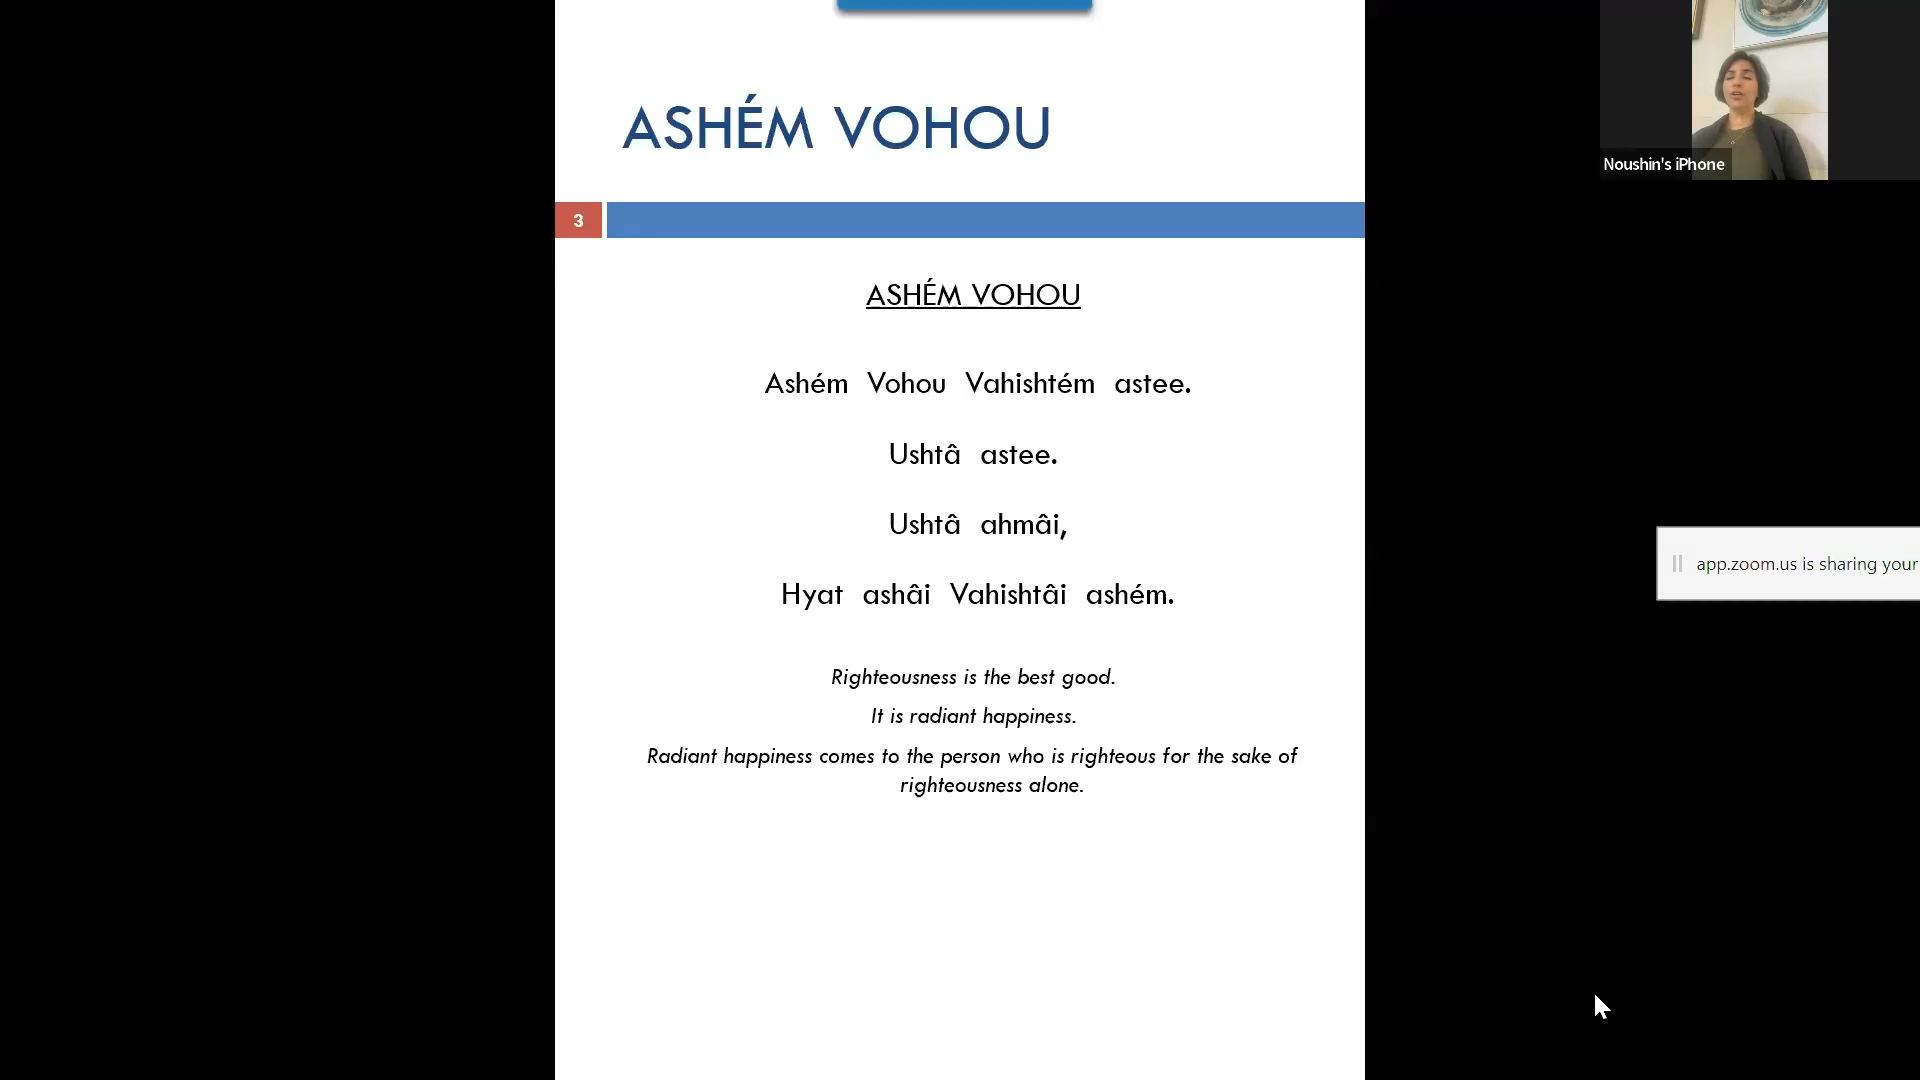 ASHÉM VOHOU
Noushin's iPhone
3
ASHÉM VOHOU
Ashém Vohou Vahishtém astee.
Ushtâ astee.
app.zoom.us is sharing your
Ushtâ ahmâi,
Hyat ashâi Vahishtâi ashém.
Righteousness is the best good.
It is radiant happiness.
Radiant happiness comes to the person who is righteous for the sake of
righteousness alone.